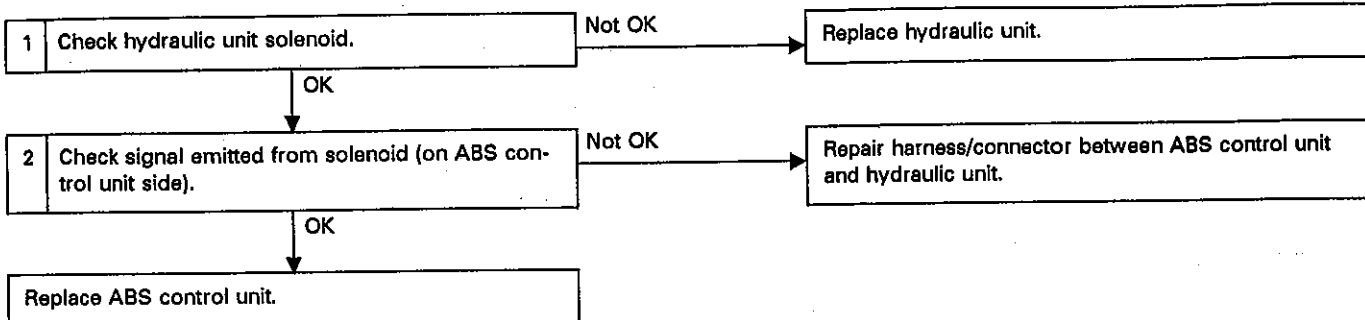 1 Check hydraulic unit solenoid.
Not OK
Replace hydraulic unit.
OK
2 Check signal emitted from solenoid (on ABS con-
trol unit side).
Not OK
Repair harness/connector between ABS control unit
and hydraulic unit.
OK
Replace ABS control unit.